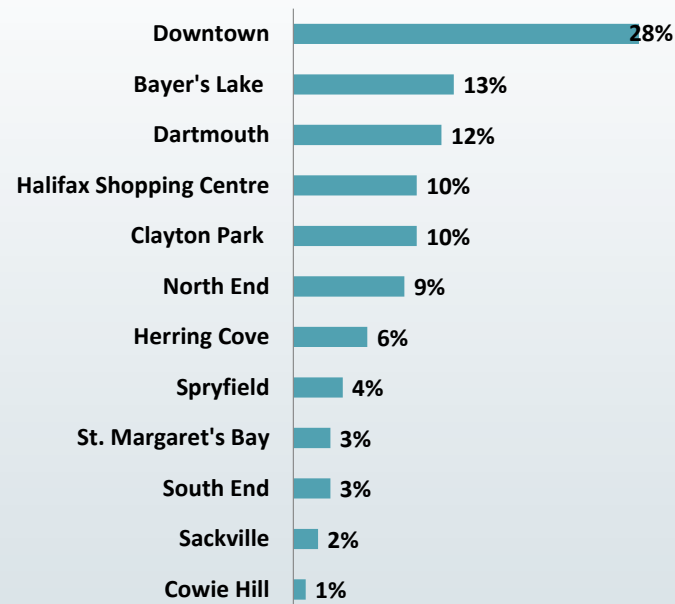 Downtown 28%
Bayer's Lake 13%
Dartmouth 12%
Halifax Shopping Centre 10%
Clayton Park 10%
North End 9%
Herring Cove 6%
Spryfield 4%
St. Margaret's Bay 3%
South End 3%
Sackville 2%
Cowie Hill 1%